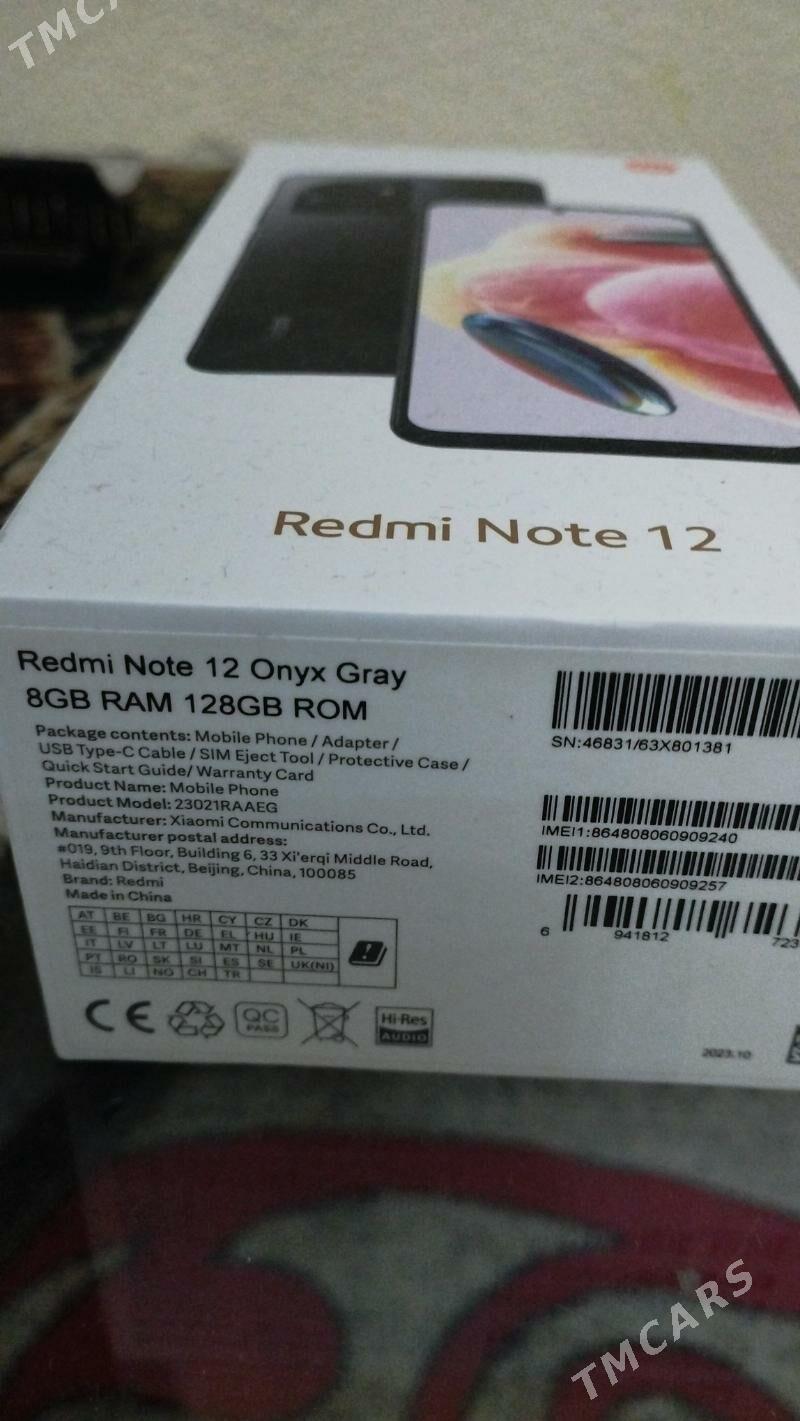 TMCA
Redmi Note 12
Redmi Note 12 Onyx Gray
8GB RAM 128GB ROM
Package contents: Mobile Phone / Adapter /
USB Type-C Cable / SIM Eject Tool / Protective Case /
Quick Start Guide/ Warranty Card
Product Name: Mobile Phone
Product Model: 23021RAAEG
Manufacturer: Xiaomi Communications Co., Ltd.
Manufacturer postal address:
#019, 9th Floor, Building 6, 33 Xi'erqi Middle Road,
Haidian District, Beijing, China, 100085
Brand: Redmi
Made in China
AT BE BG HR CY CZ DK
EE FI FR DE EL HU IE
IT LV LT LU MT NL PL
PT RO SK SI ES SE UK(NI)
IS LI NO CH TR
CE
QC
PASS
Hi-Res
AUDIO
SN:46831/63X801381
IMEI1:864808060909240
IMEI2:864808060909257
6 941812 723
2023.10
TMCARS